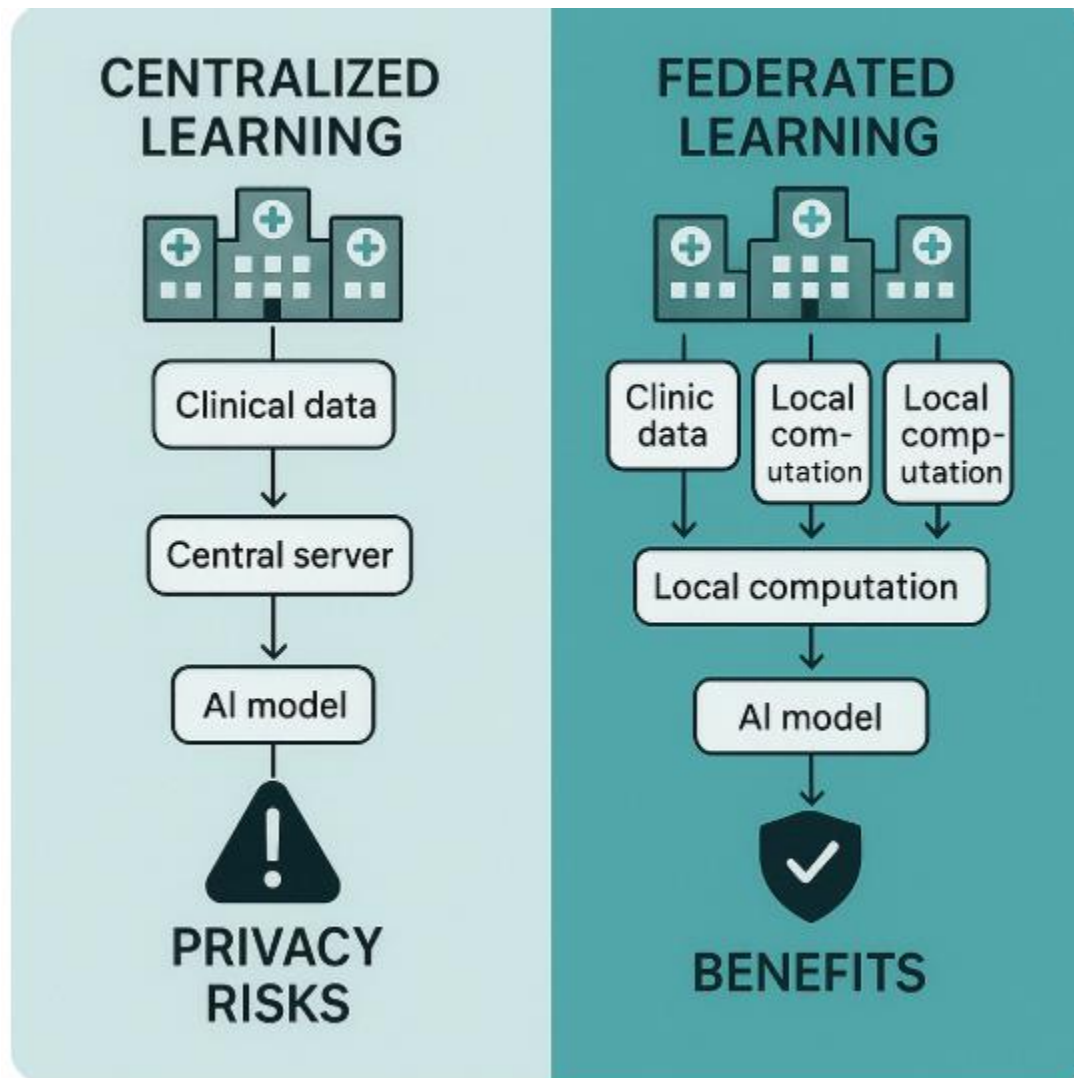 CENTRALIZED
LEARNING
Clinical data
Central server
AI model
PRIVACY
RISKS
FEDERATED
LEARNING
Clinic
data
Local
com-
utation
Local
comp-
utation
Local computation
AI model
BENEFITS